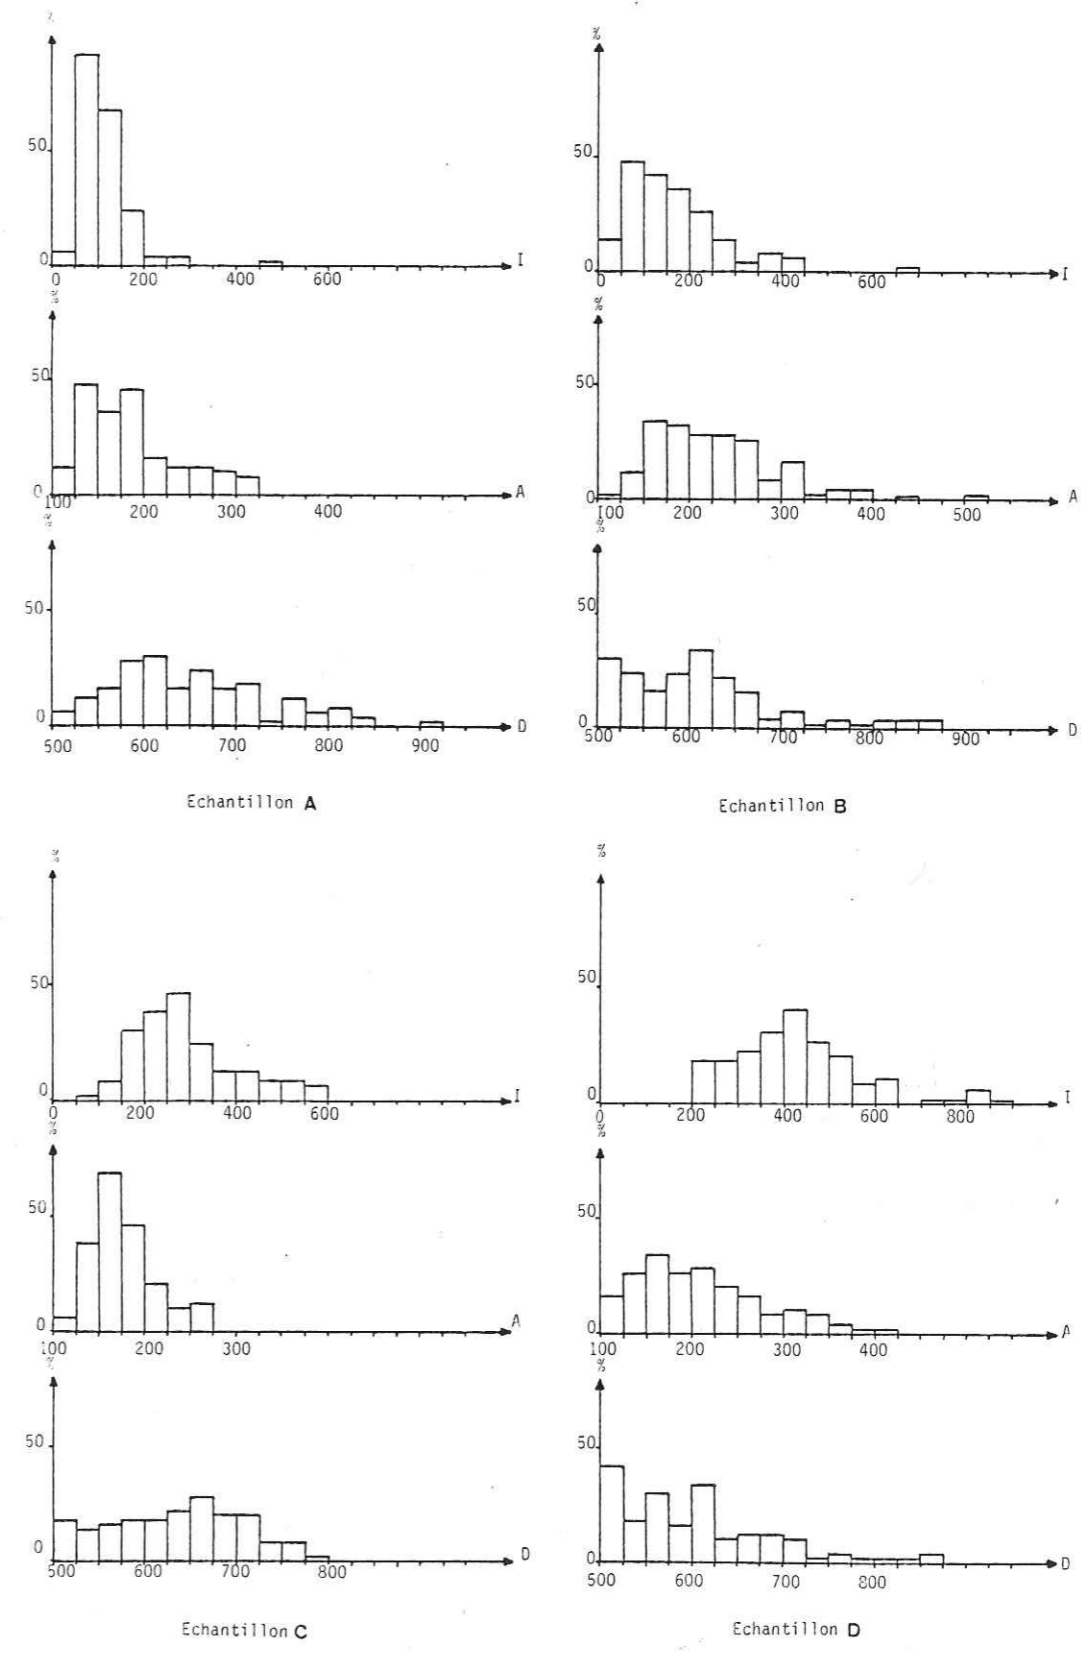 %
50
0
0 200 400 600 I
%
50
0
100 200 300 400 A
%
50
0
500 600 700 800 900 D
Echantillon A
%
50
0
0 200 400 600 I
%
50
0
100 200 300 400 500 A
%
50
0
500 600 700 800 900 D
Echantillon B
%
50
0
0 200 400 600 I
%
50
0
100 200 300 A
%
50
0
500 600 700 800 D
Echantillon C
%
50
0
0 200 400 600 800 I
%
50
0
100 200 300 400 A
%
50
0
500 600 700 800 D
Echantillon D